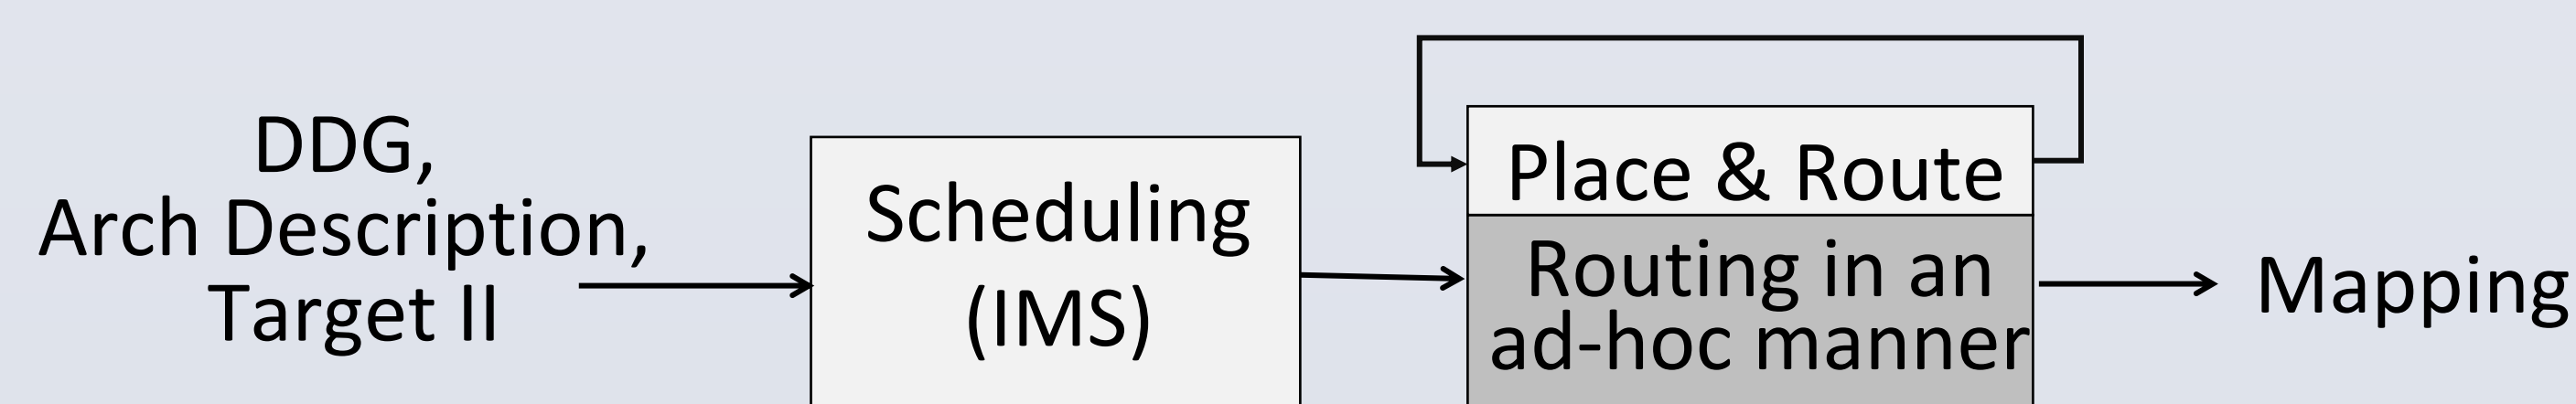 DDG,
Arch Description,
Target II
Scheduling
(IMS)
Place & Route
Routing in an
ad-hoc manner
Mapping